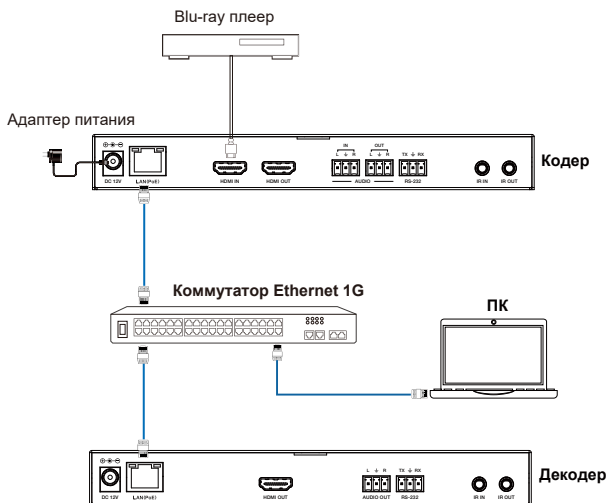 Blu-ray плеер
Адаптер питания
IN OUT
L R L R TX RX
DC 12V LAN(PoE) HDMI IN HDMI OUT AUDIO RS-232 IR IN IR OUT
Кодер
Коммутатор Ethernet 1G
ПК
L R TX RX
DC 12V LAN(PoE) HDMI OUT AUDIO OUT RS-232 IR IN IR OUT
Декодер